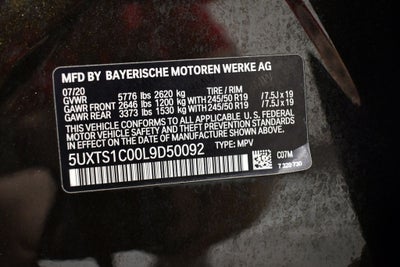 MFD BY BAYERISCHE MOTOREN WERKE AG
07/20
GVWR 5776 lbs 2620 kg TIRE / RIM
GAWR FRONT 2646 lbs 1200 kg WITH 245/50 R19 / 7.5J x 19
GAWR REAR 3373 lbs 1530 kg WITH 245/50 R19 / 7.5J x 19
THIS VEHICLE CONFORMS TO ALL APPLICABLE U.S. FEDERAL
MOTOR VEHICLE SAFETY STANDARDS IN EFFECT ON
THE DATE OF MANUFACTURE SHOWN ABOVE.
5UXTS1C00L9D50092 TYPE: MPV
C07M
7 320 730